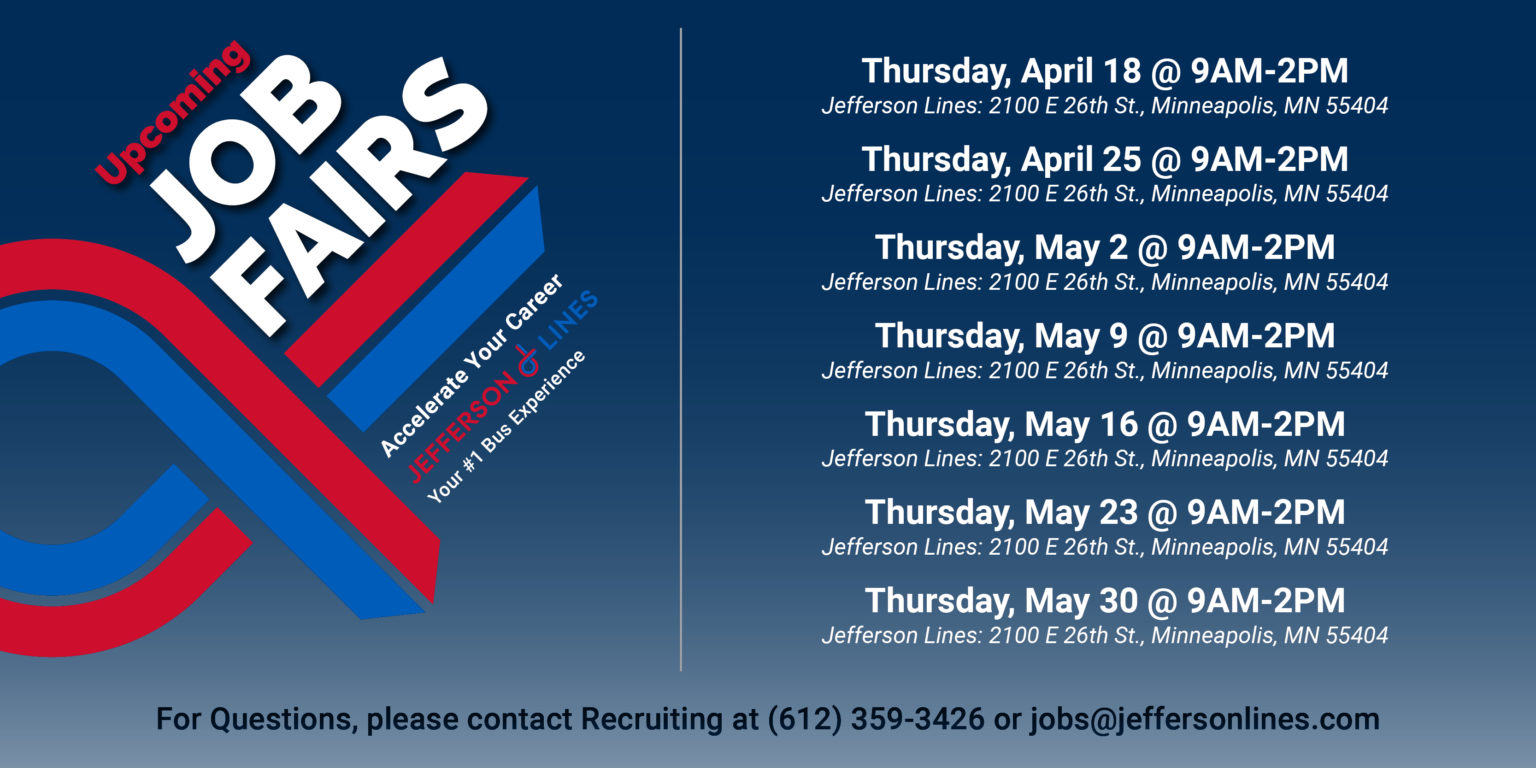 Upcoming
JOB
FAIRS
Accelerate Your Career
JEFFERSON LINES
Your #1 Bus Experience
Thursday, April 18 @ 9AM-2PM
Jefferson Lines: 2100 E 26th St., Minneapolis, MN 55404
Thursday, April 25 @ 9AM-2PM
Jefferson Lines: 2100 E 26th St., Minneapolis, MN 55404
Thursday, May 2 @ 9AM-2PM
Jefferson Lines: 2100 E 26th St., Minneapolis, MN 55404
Thursday, May 9 @ 9AM-2PM
Jefferson Lines: 2100 E 26th St., Minneapolis, MN 55404
Thursday, May 16 @ 9AM-2PM
Jefferson Lines: 2100 E 26th St., Minneapolis, MN 55404
Thursday, May 23 @ 9AM-2PM
Jefferson Lines: 2100 E 26th St., Minneapolis, MN 55404
Thursday, May 30 @ 9AM-2PM
Jefferson Lines: 2100 E 26th St., Minneapolis, MN 55404
For Questions, please contact Recruiting at (612) 359-3426 or jobs@jeffersonlines.com